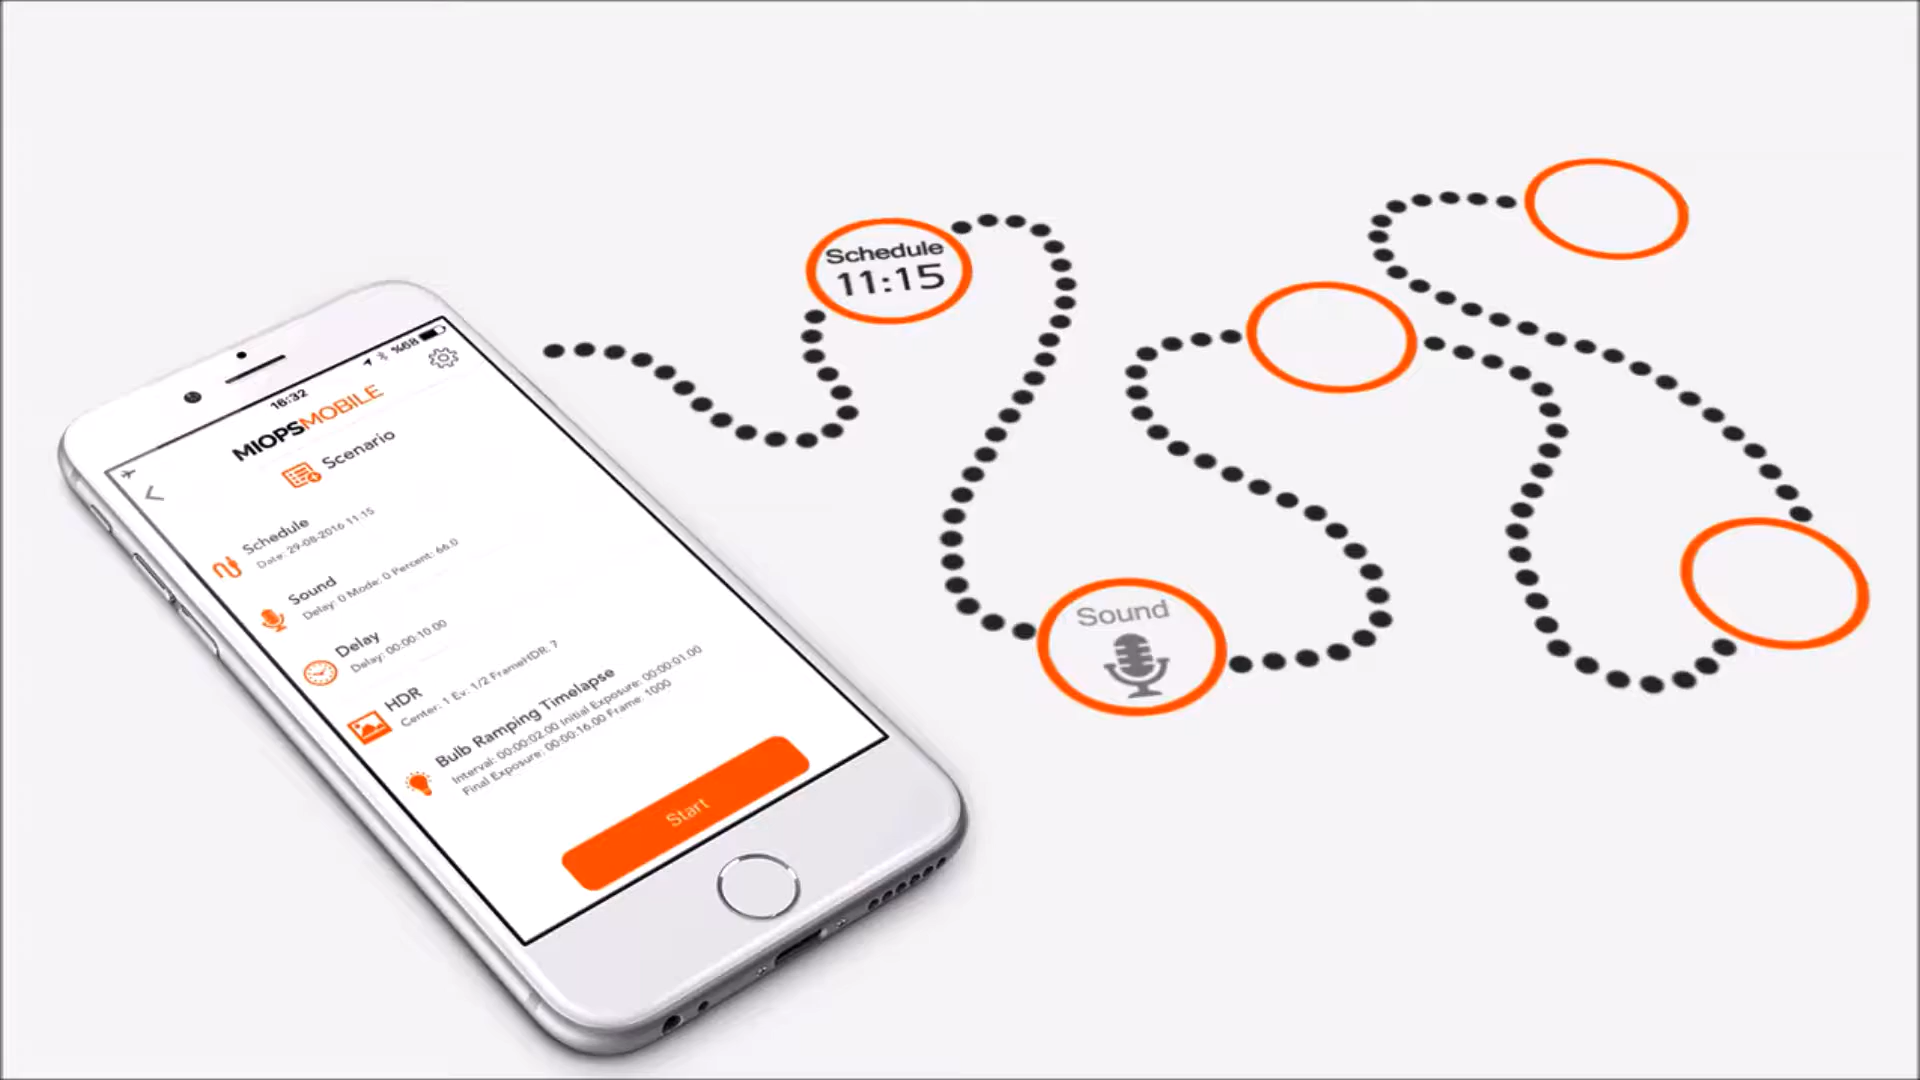 16:32
%68
MIOPSMOBILE
Scenario
Schedule
Date: 29-08-2016 11:15
Sound
Delay: 0 Mode: 0 Percent: 66.0
Delay
Delay: 00:00:10.00
HDR
Center: 1 Ev: 1/2 FrameHDR: 7
Bulb Ramping Timelapse
Interval: 00:00:02.00 Initial Exposure: 00:00:01.00
Final Exposure: 00:00:16.00 Frame: 1000
Start
Schedule
11:15
Sound